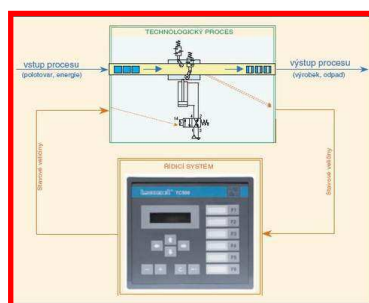 TECHNOLOGICKÝ PROCES
vstup procesu
(polotovar, energie)
výstup procesu
(výrobek, odpad)
Stavové veličiny
Stavové veličiny
ŘÍDICÍ SYSTÉM
F1
F2
F3
F4
F5
F6